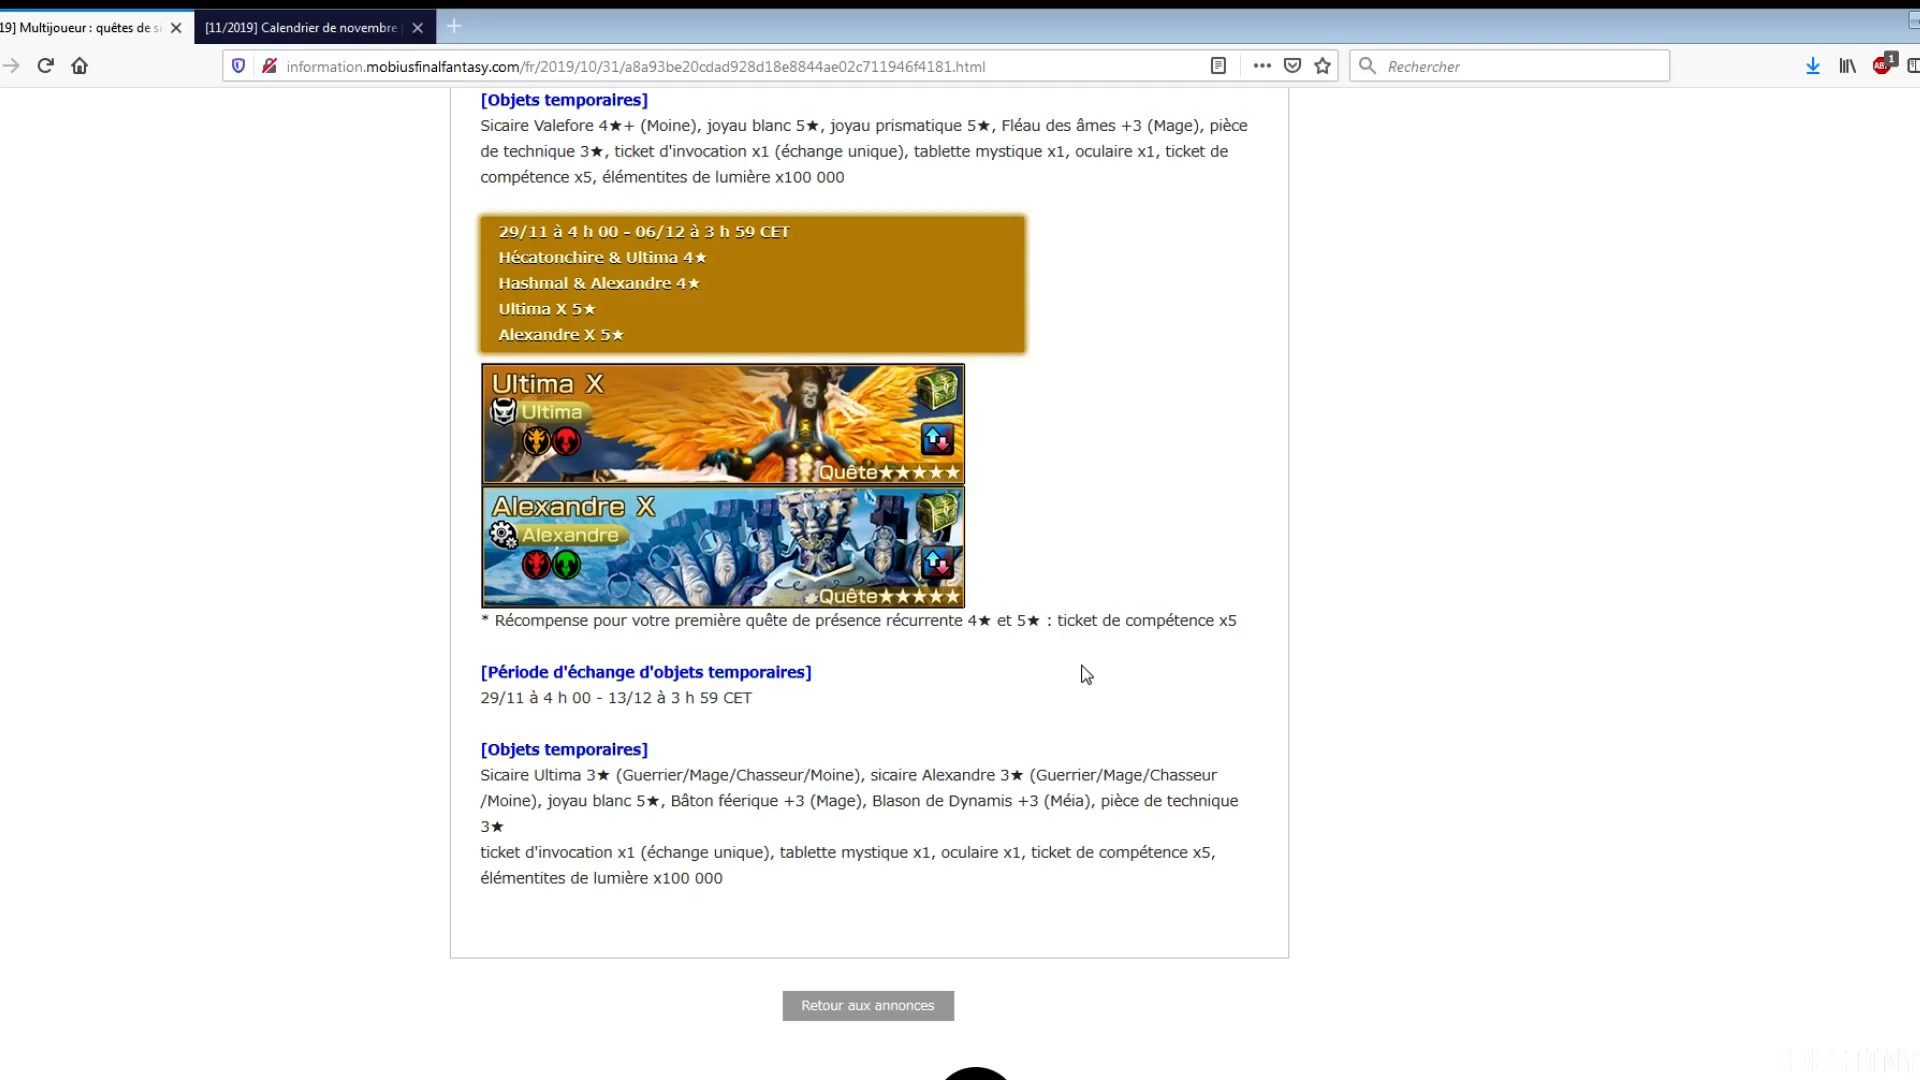 19] Multijoueur : quêtes de si
[11/2019] Calendrier de novembre
information.mobiusfinalfantasy.com/fr/2019/10/31/a8a93be20cdad928d18e8844ae02c711946f4181.html
Rechercher
ABP
1
[Objets temporaires]
Sicaire Valefore 4★+ (Moine), joyau blanc 5★, joyau prismatique 5★, Fléau des âmes +3 (Mage), pièce
de technique 3★, ticket d'invocation x1 (échange unique), tablette mystique x1, oculaire x1, ticket de
compétence x5, élémentites de lumière x100 000
29/11 à 4 h 00 - 06/12 à 3 h 59 CET
Hécatonchire & Ultima 4★
Hashmal & Alexandre 4★
Ultima X 5★
Alexandre X 5★
Ultima X
Ultima
Quête★★★★★
Alexandre X
Alexandre
Quête★★★★★
* Récompense pour votre première quête de présence récurrente 4★ et 5★ : ticket de compétence x5
[Période d'échange d'objets temporaires]
29/11 à 4 h 00 - 13/12 à 3 h 59 CET
[Objets temporaires]
Sicaire Ultima 3★ (Guerrier/Mage/Chasseur/Moine), sicaire Alexandre 3★ (Guerrier/Mage/Chasseur
/Moine), joyau blanc 5★, Bâton féerique +3 (Mage), Blason de Dynamis +3 (Méia), pièce de technique
3★
ticket d'invocation x1 (échange unique), tablette mystique x1, oculaire x1, ticket de compétence x5,
élémentites de lumière x100 000
Retour aux annonces